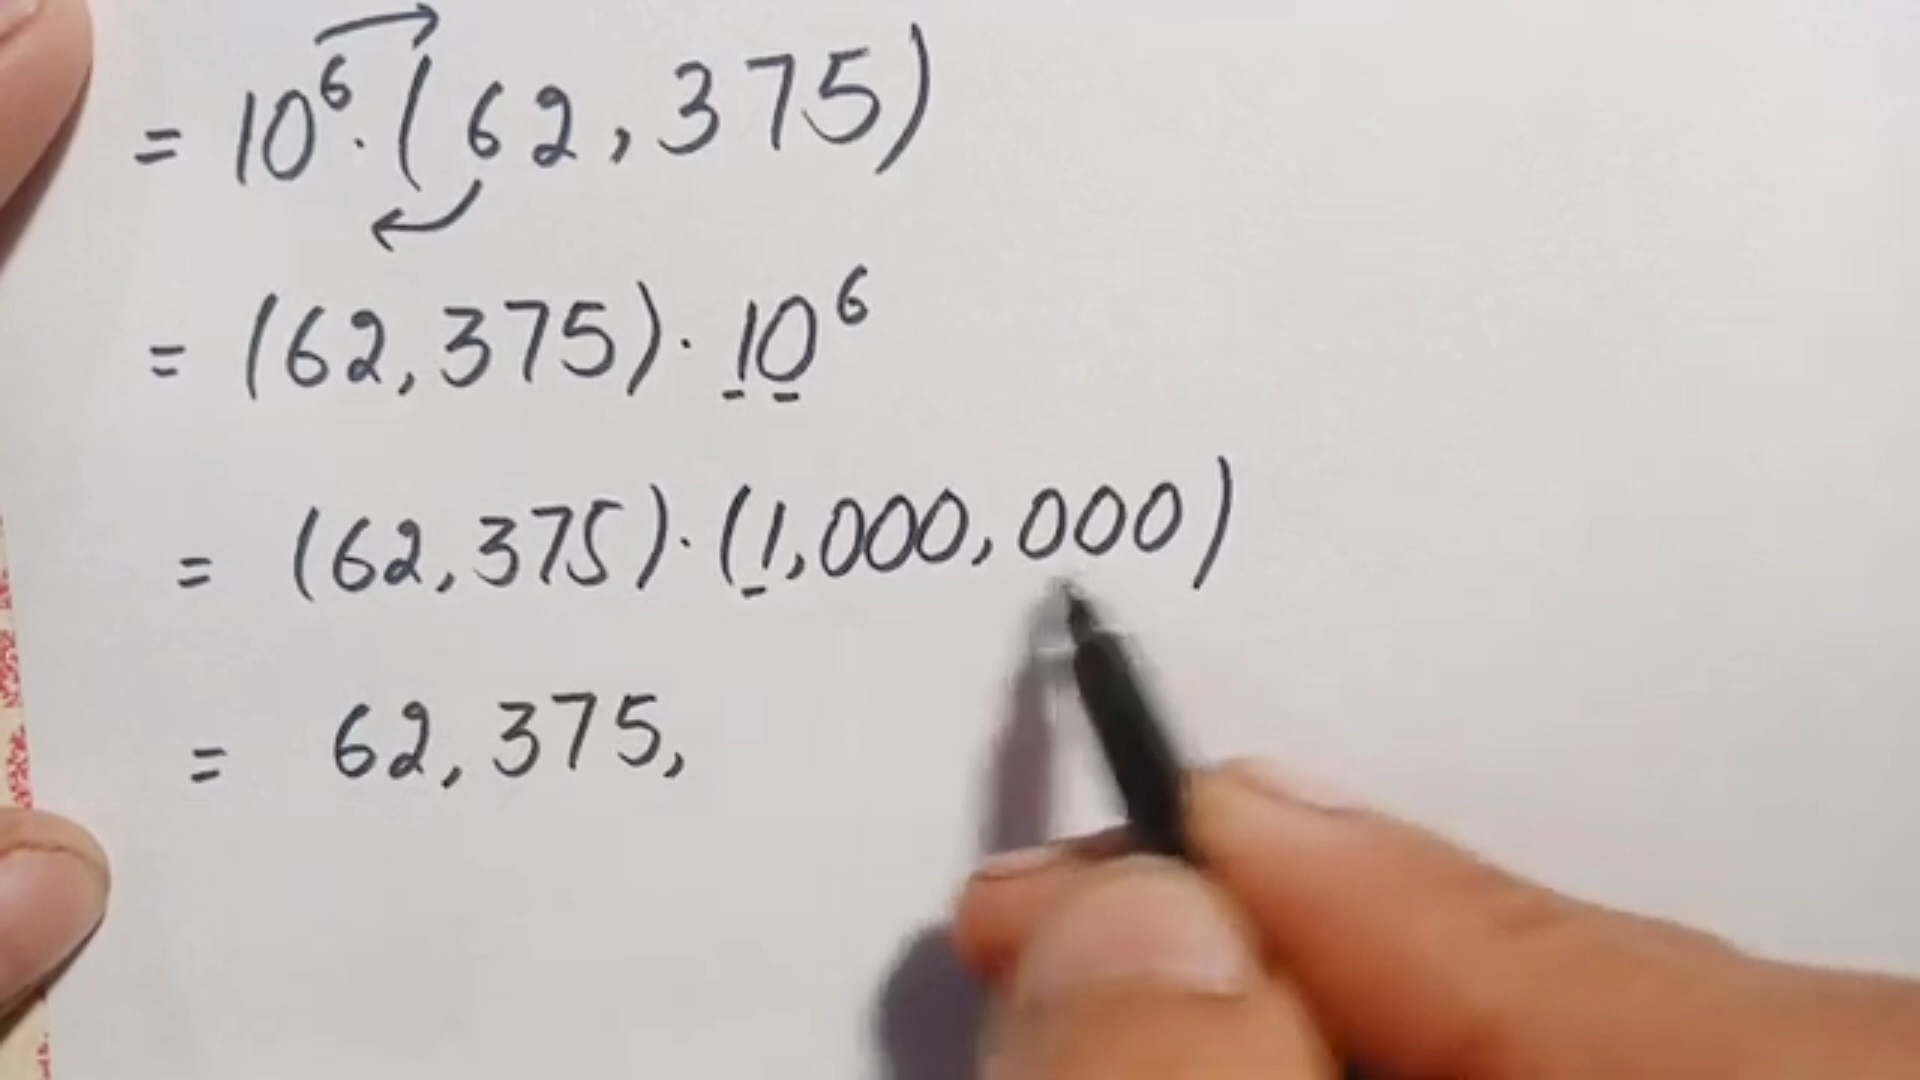 = 10⁶·(62,375)
= (62,375)·10⁶
= (62,375)·(1,000,000)
= 62,375,